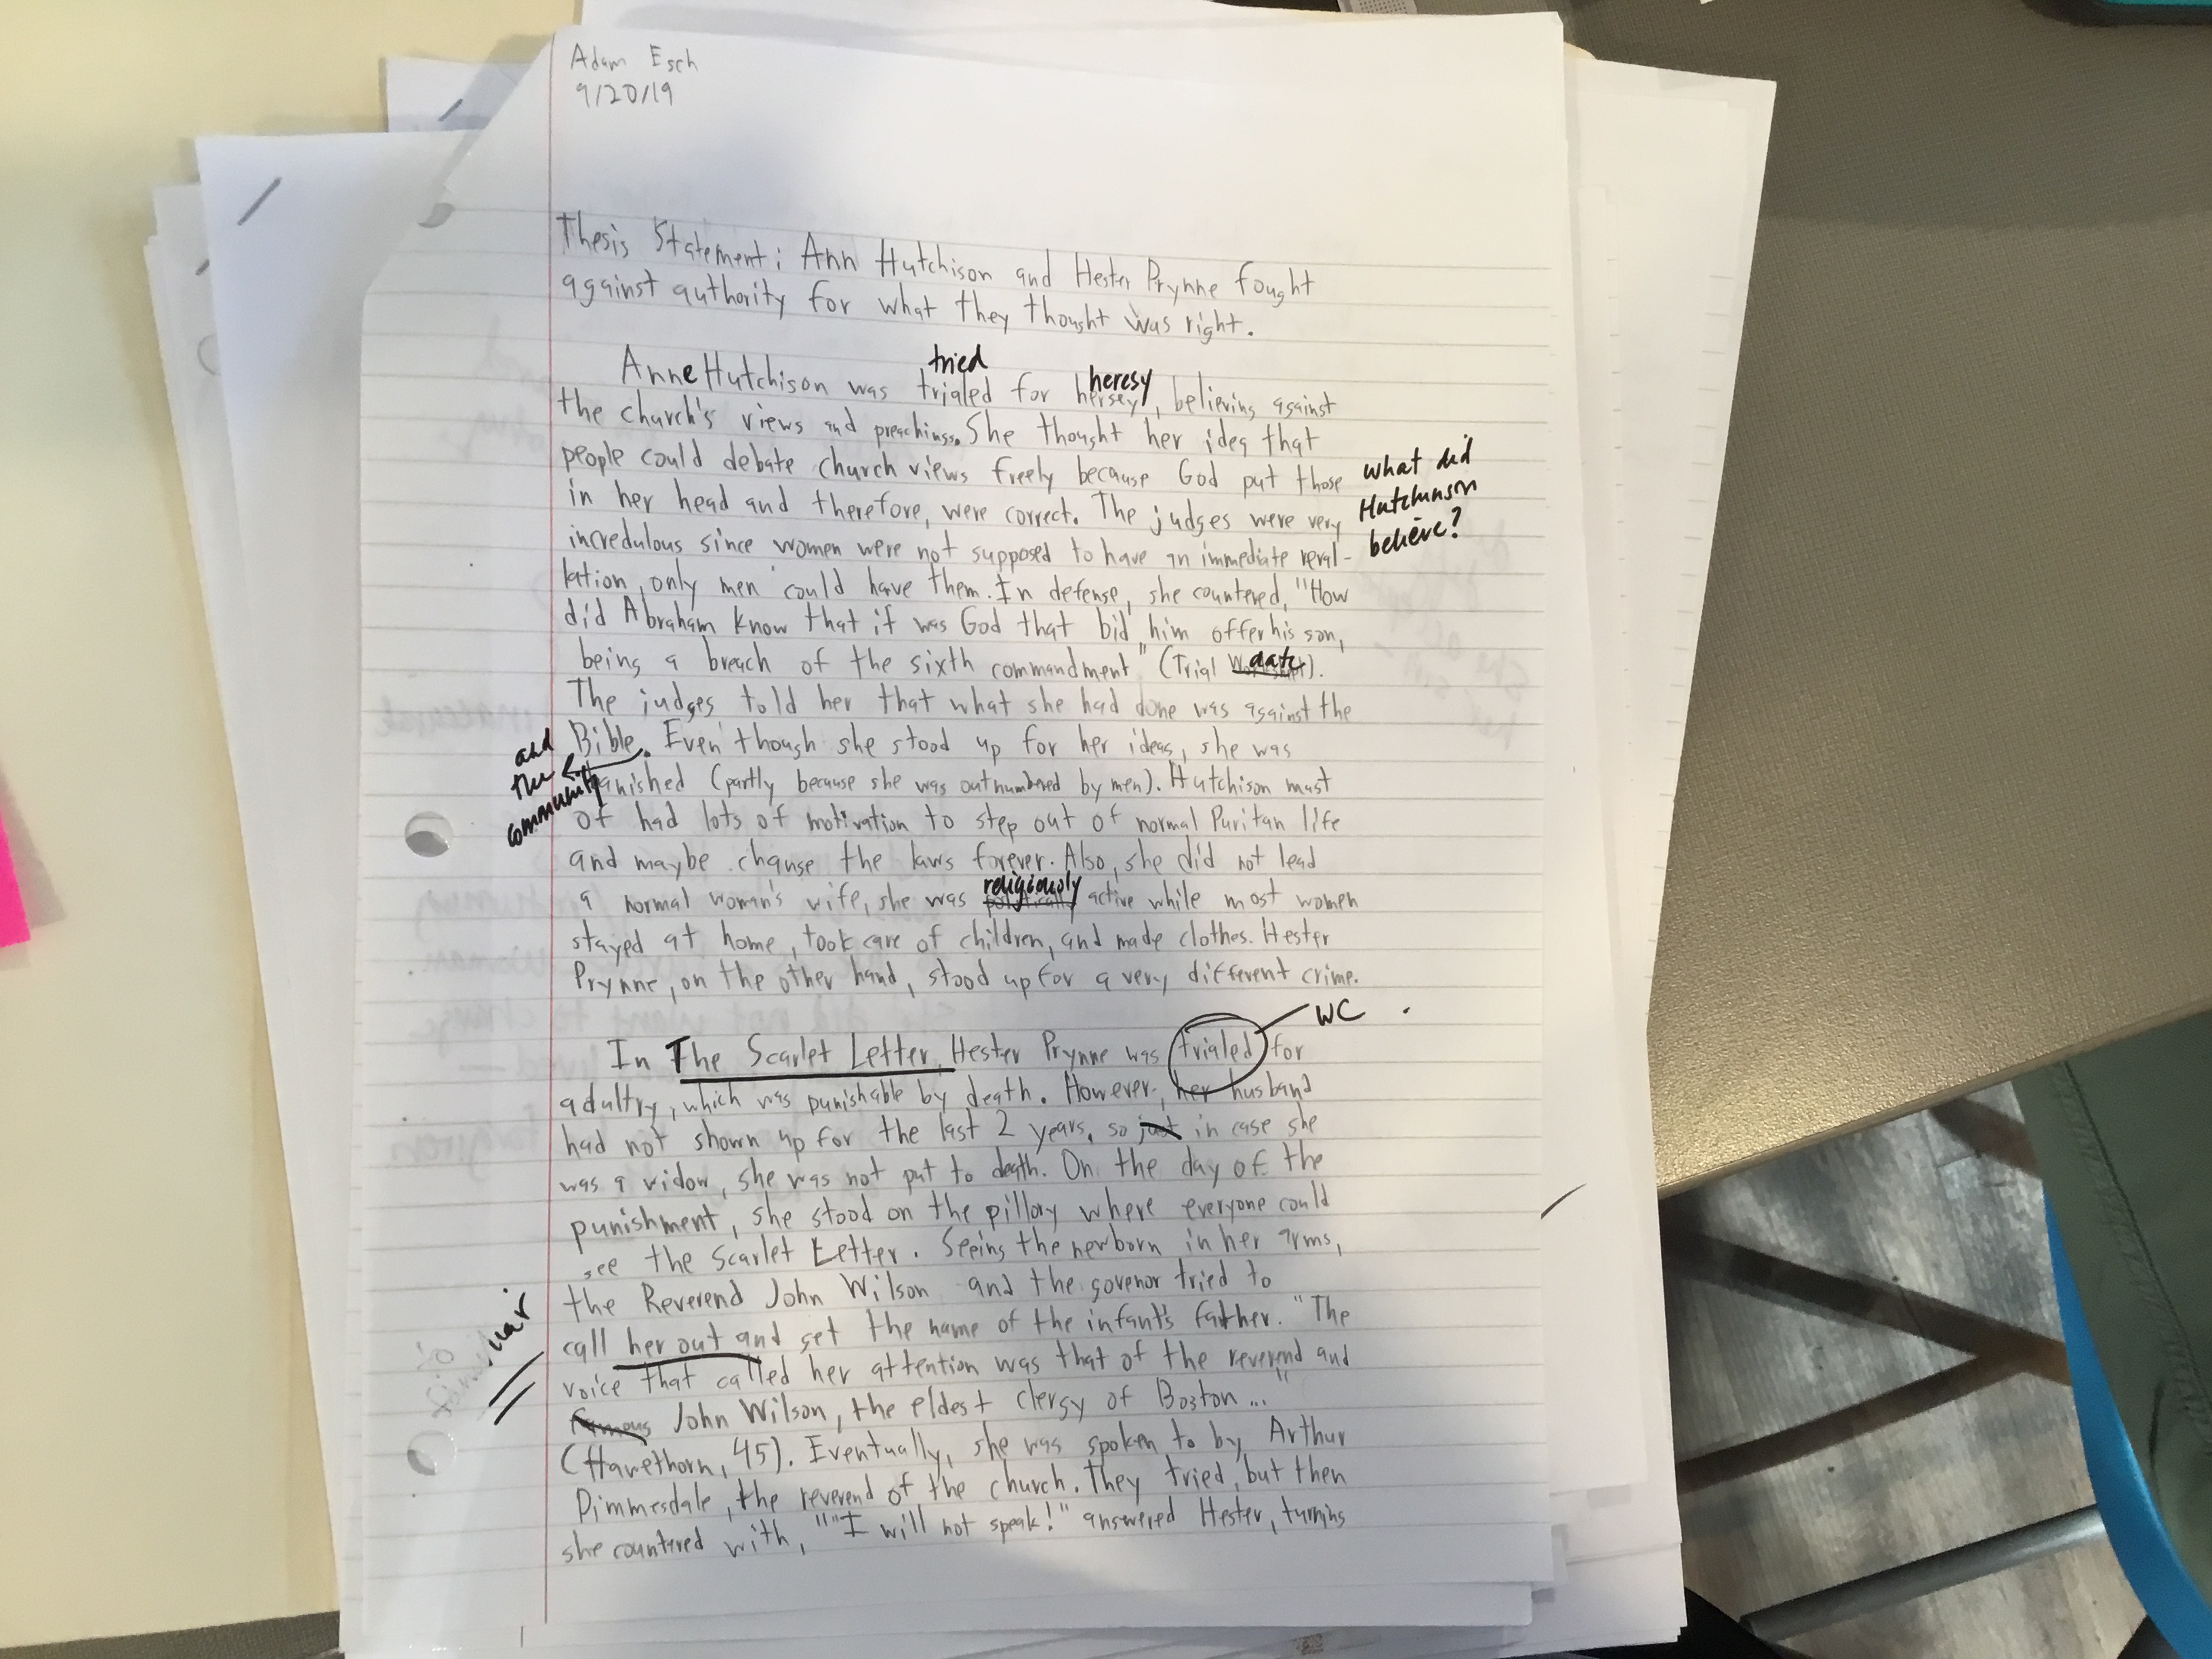 Adam Esch
9/20/19
Thesis Statement: Ann Hutchison and Hester Prynne fought
against authority for what they thought was right.
tried
heresy
Anne Hutchison was trialed for hersey, believing against
the church's views and preachings. She thought her idea that
people could debate church views freely because God put those
in her head and therefore, were correct. The judges were very
what did
Hutchinson
believe?
incredulous since women were not supposed to have an immediate reval-
lation, only men could have them. In defense, she countered, "How
did Abraham know that it was God that bid him offer his son,
being a breach of the sixth commandment" (Trial date).
The judges told her that what she had done was against the
Bible. Even though she stood up for her ideas, she was
and
the
community
banished (partly because she was outnumbered by men). Hutchison must
of had lots of motivation to step out of normal Puritan life
and maybe change the laws forever. Also, she did not lead
religiously
a normal woman's wife, she was politically active while most women
stayed at home, took care of children, and made clothes. Hester
Prynne, on the other hand, stood up for a very different crime.
WC
In The Scarlet Letter, Hester Prynne was trialed for
adultry, which was punishable by death. However, her husband
had not shown up for the last 2 years, so just in case she
was a widow, she was not put to death. On the day of the
punishment, she stood on the pillory where everyone could
see the Scarlet Letter. Seeing the newborn in her arms,
the Reverend John Wilson and the govenor tried to
call her out and get the name of the infant's father. "The
voice that called her attention was that of the reverend and
famous John Wilson, the eldest clergy of Boston..."
(Hawethorn, 45). Eventually, she was spoken to by Arthur
Dimmesdale, the reverend of the church. They tried, but then
she countered with, ""I will not speak!" answered Hester, turning